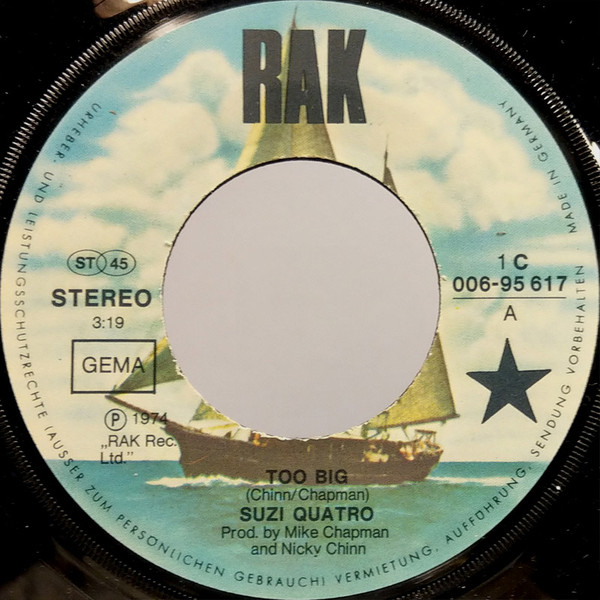 RAK
ST 45
STEREO
3:19
GEMA
Ⓟ 1974
„RAK Rec.
Ltd."
1 C
006-95 617
A
TOO BIG
(Chinn/Chapman)
SUZI QUATRO
Prod. by Mike Chapman
and Nicky Chinn
URHEBER- UND LEISTUNGSSCHUTZRECHTE (AUSSER ZUM PERSÖNLICHEN GEBRAUCH) VERMIETUNG, AUFFÜHRUNG, SENDUNG VORBEHALTEN · MADE IN GERMANY